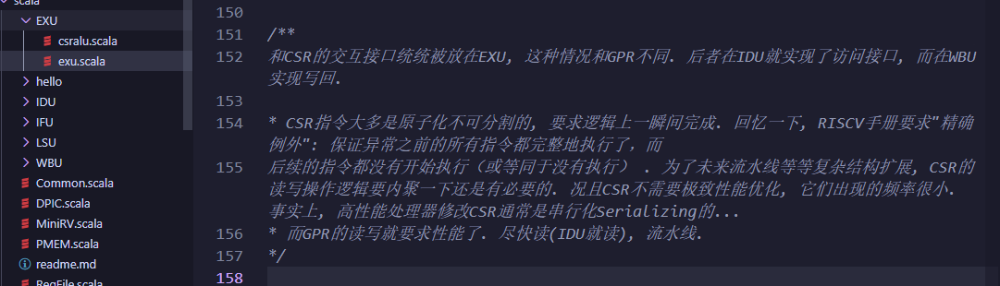 scala
EXU
csralu.scala
exu.scala
hello
IDU
IFU
LSU
WBU
Common.scala
DPIC.scala
MiniRV.scala
PMEM.scala
readme.md
RegFile.scala
150
151 /**
152 和CSR的交互接口统统被放在EXU, 这种情况和GPR不同. 后者在IDU就实现了访问接口, 而在WBU
实现写回.
153
154 * CSR指令大多是原子化不可分割的, 要求逻辑上一瞬间完成. 回忆一下, RISCV手册要求"精确
例外": 保证异常之前的所有指令都完整地执行了，而
155 后续的指令都没有开始执行（或等同于没有执行） . 为了未来流水线等等复杂结构扩展, CSR的
读写操作逻辑要内聚一下还是有必要的. 况且CSR不需要极致性能优化, 它们出现的频率很小.
事实上, 高性能处理器修改CSR通常是串行化Serializing的...
156 * 而GPR的读写就要求性能了. 尽快读(IDU就读), 流水线.
157 */
158